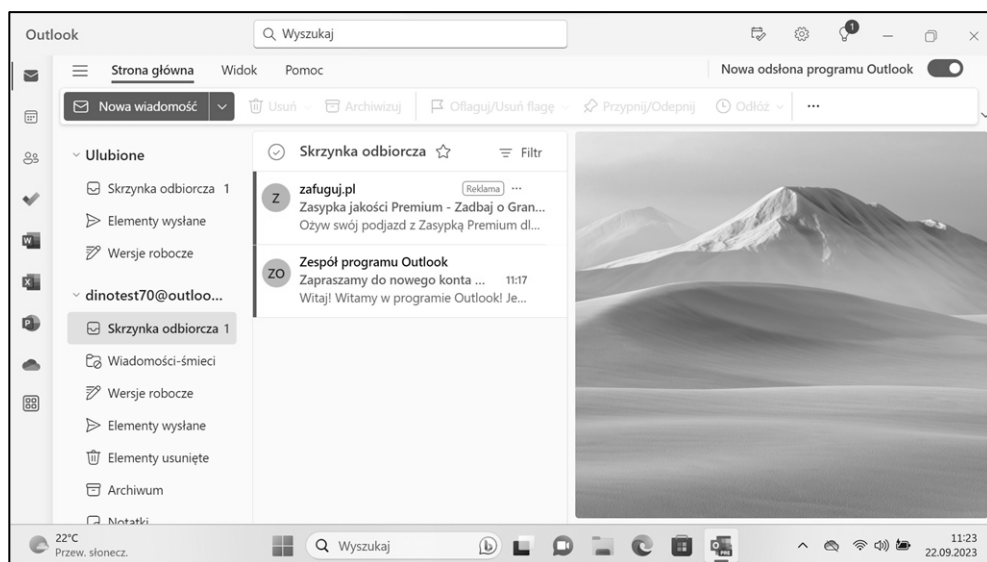 Outlook
Wyszukaj
1
Strona główna Widok Pomoc
Nowa odsłona programu Outlook
Nowa wiadomość
Usuń
Archiwizuj
Oflaguj/Usuń flagę
Przypnij/Odepnij
Odłóż
...
Ulubione
Skrzynka odbiorcza 1
Elementy wysłane
Wersje robocze
dinotest70@outloo...
Skrzynka odbiorcza 1
Wiadomości-śmieci
Wersje robocze
Elementy wysłane
Elementy usunięte
Archiwum
Notatki
Skrzynka odbiorcza
Filtr
Z
zafuguj.pl
Reklama ...
Zasypka jakości Premium - Zadbaj o Gran...
Ożyw swój podjazd z Zasypką Premium dl...
ZO
Zespół programu Outlook
Zapraszamy do nowego konta ... 11:17
Witaj! Witamy w programie Outlook! Je...
22°C
Przew. słonecz.
Wyszukaj
PRE
11:23
22.09.2023